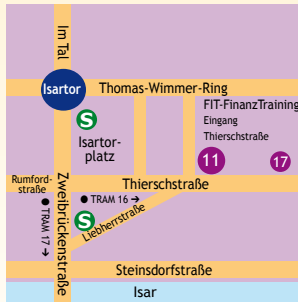 Im Tal
Isartor
Thomas-Wimmer-Ring
FIT-FinanzTraining
Eingang
Thierschstraße
S
Isartor-
platz
11
17
Rumford-
straße
Thierschstraße
Zweibrückenstraße
TRAM 16 →
TRAM 17 →
S
Liebherrstraße
Steinsdorfstraße
Isar